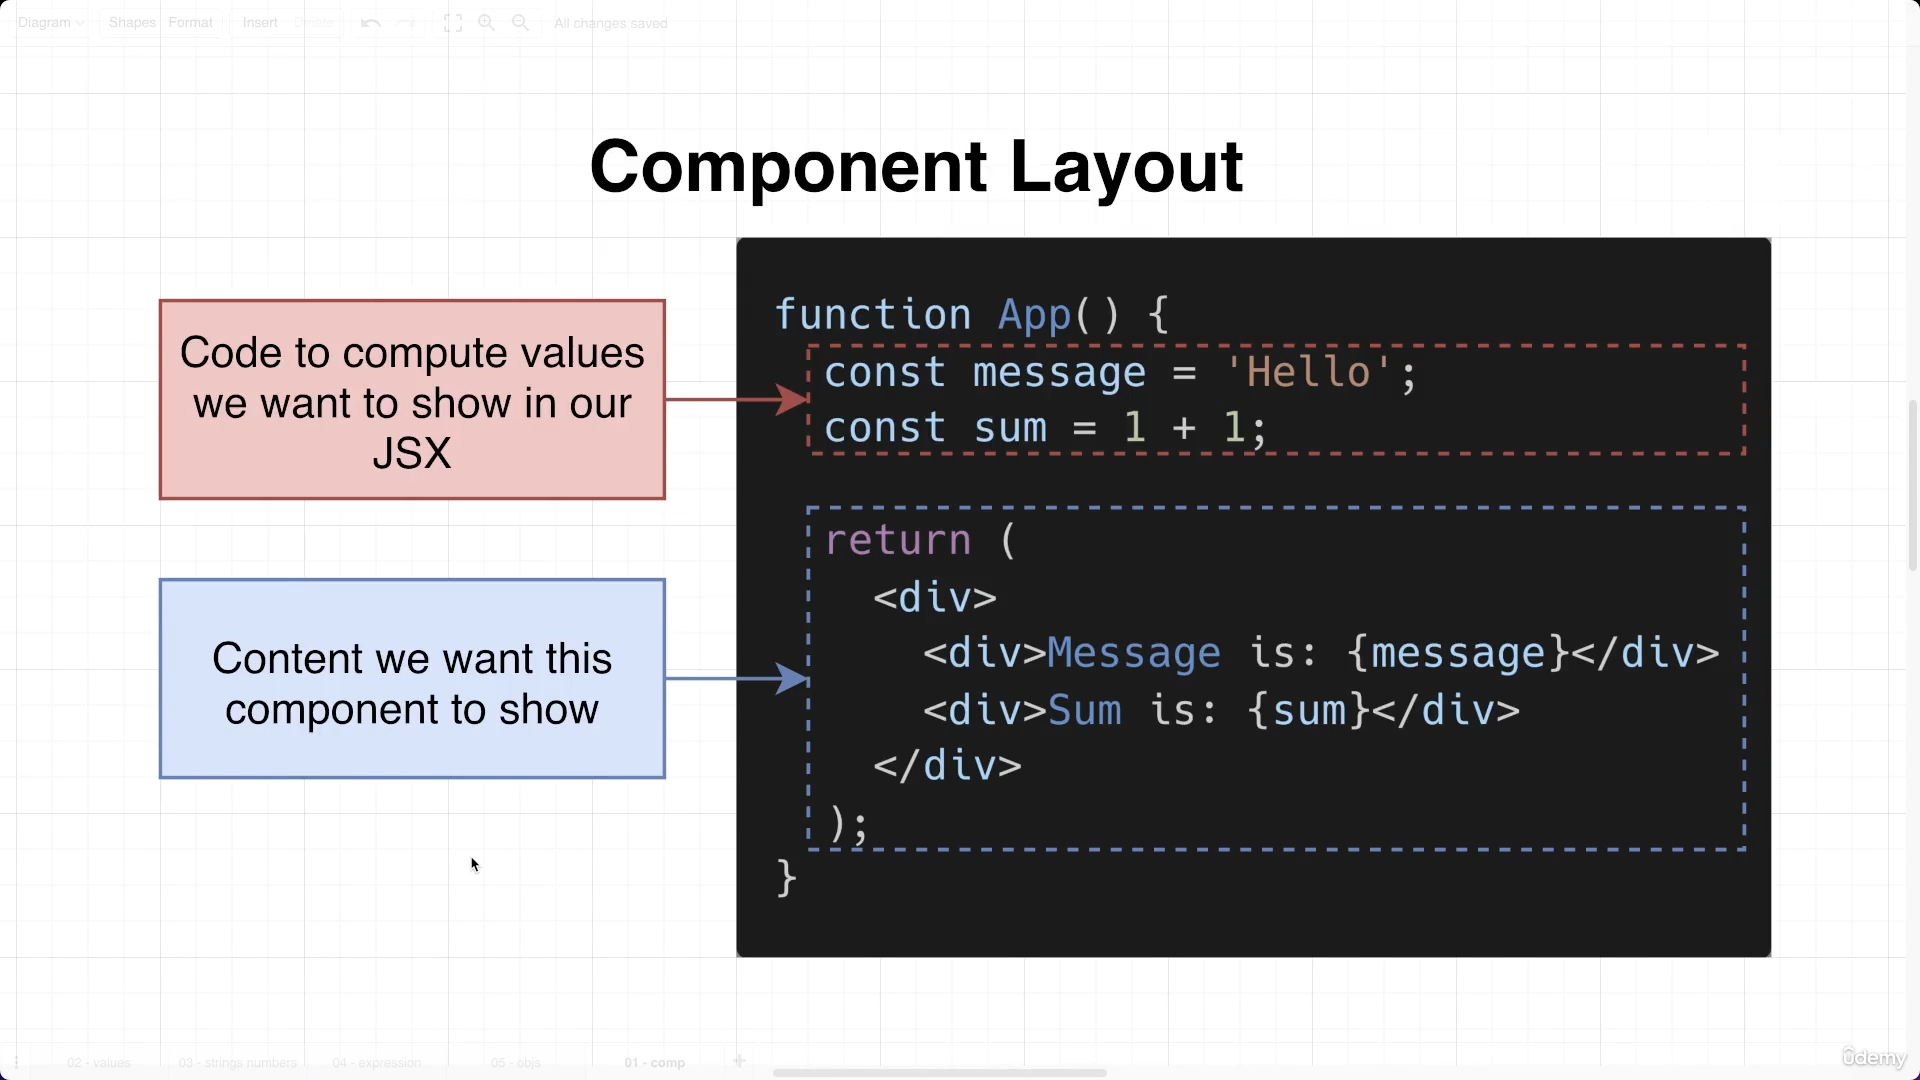 Diagram Shapes Format Insert Delete All changes saved
Component Layout
Code to compute values
we want to show in our
JSX
Content we want this
component to show
function App() {
const message = 'Hello';
const sum = 1 + 1;
return (
<div>
<div>Message is: {message}</div>
<div>Sum is: {sum}</div>
</div>
);
}
02 - values 03 - strings numbers 04 - expression 05 - objs 01 - comp
ûdemy